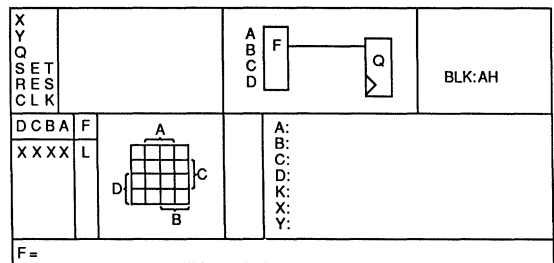 X
Y
Q
SET
RES
CLK
A
B
C
D
F
Q
BLK:AH
DCBA F
XXXX L
A
C
D
B
A:
B:
C:
D:
K:
X:
Y:
F=